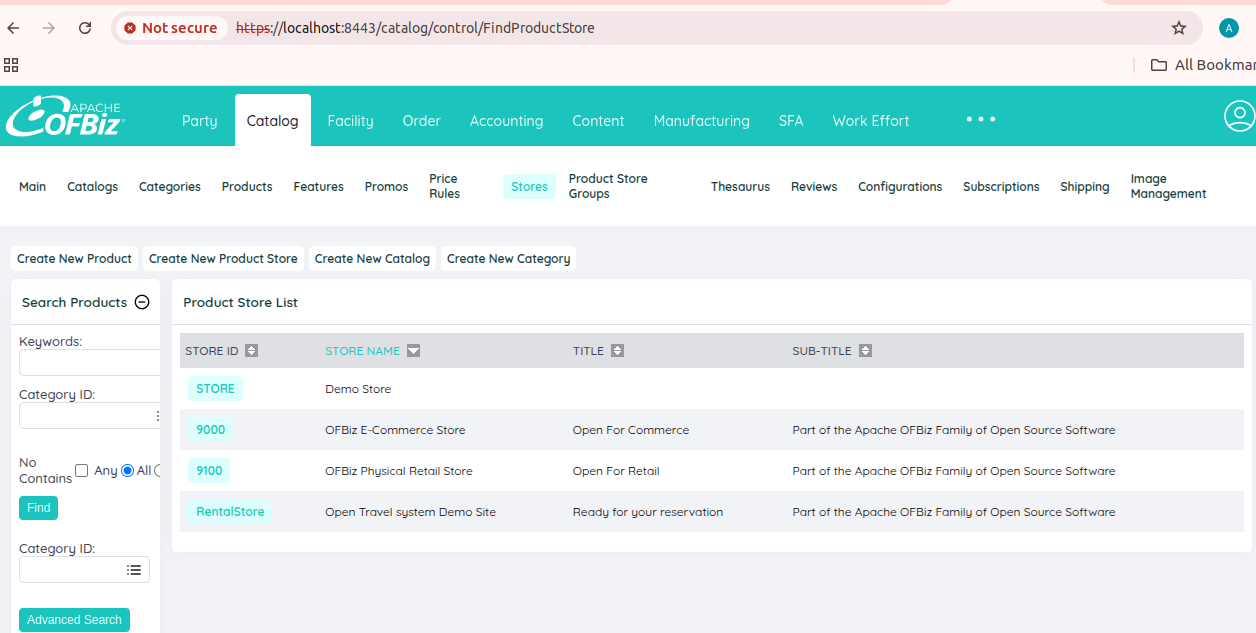 Not secure https://localhost:8443/catalog/control/FindProductStore A
All Bookmar
APACHE OFBiz
Party Catalog Facility Order Accounting Content Manufacturing SFA Work Effort
Main Catalogs Categories Products Features Promos Price Rules Stores Product Store Groups Thesaurus Reviews Configurations Subscriptions Shipping Image Management
Create New Product Create New Product Store Create New Catalog Create New Category
Search Products
Keywords:
Category ID:
No Contains Any All
Find
Category ID:
Advanced Search
Product Store List
STORE ID STORE NAME TITLE SUB-TITLE
STORE Demo Store
9000 OFBiz E-Commerce Store Open For Commerce Part of the Apache OFBiz Family of Open Source Software
9100 OFBiz Physical Retail Store Open For Retail Part of the Apache OFBiz Family of Open Source Software
RentalStore Open Travel system Demo Site Ready for your reservation Part of the Apache OFBiz Family of Open Source Software